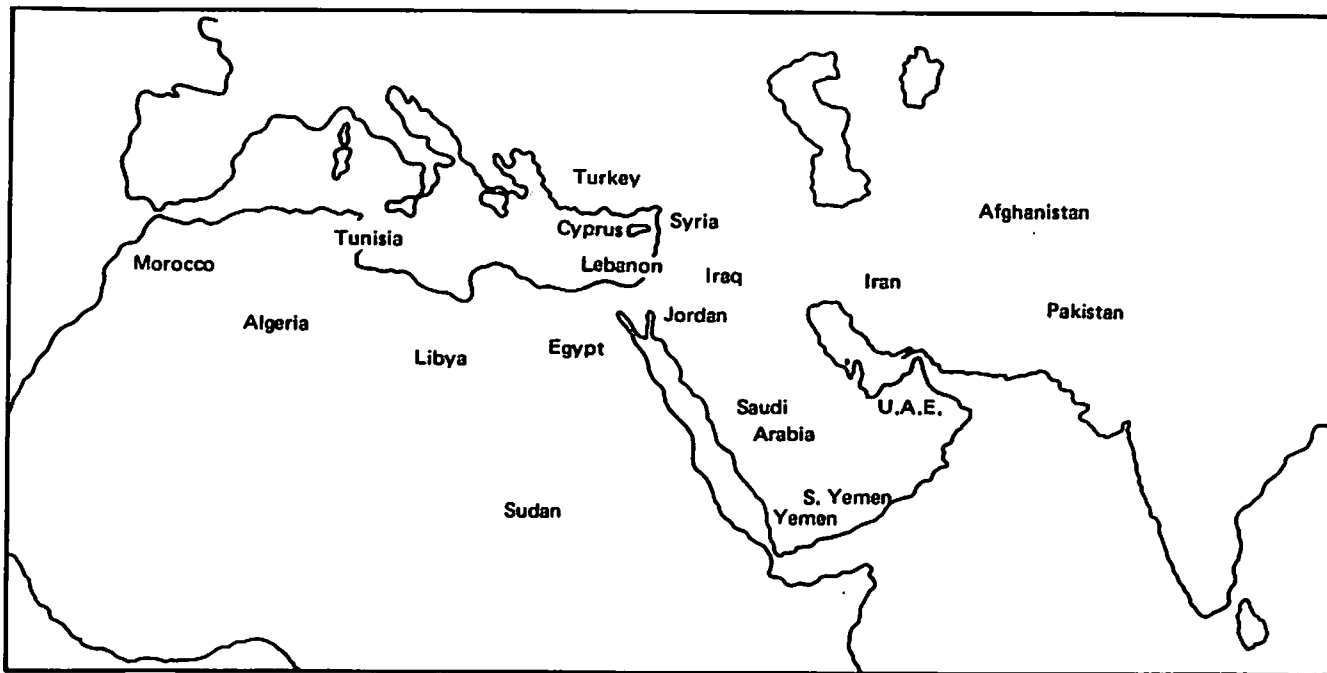 Turkey
Afghanistan
Syria
Cyprus
Tunisia
Morocco
Lebanon
Iraq
Iran
Pakistan
Jordan
Algeria
Egypt
Libya
Saudi
Arabia
U.A.E.
S. Yemen
Yemen
Sudan